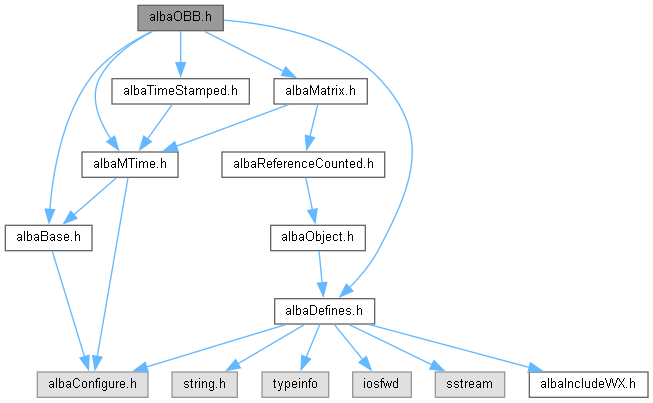 albaOBB.h
albaTimeStamped.h
albaMatrix.h
albaMTime.h
albaReferenceCounted.h
albaBase.h
albaObject.h
albaDefines.h
albaConfigure.h
string.h
typeinfo
iosfwd
sstream
albaIncludeWX.h